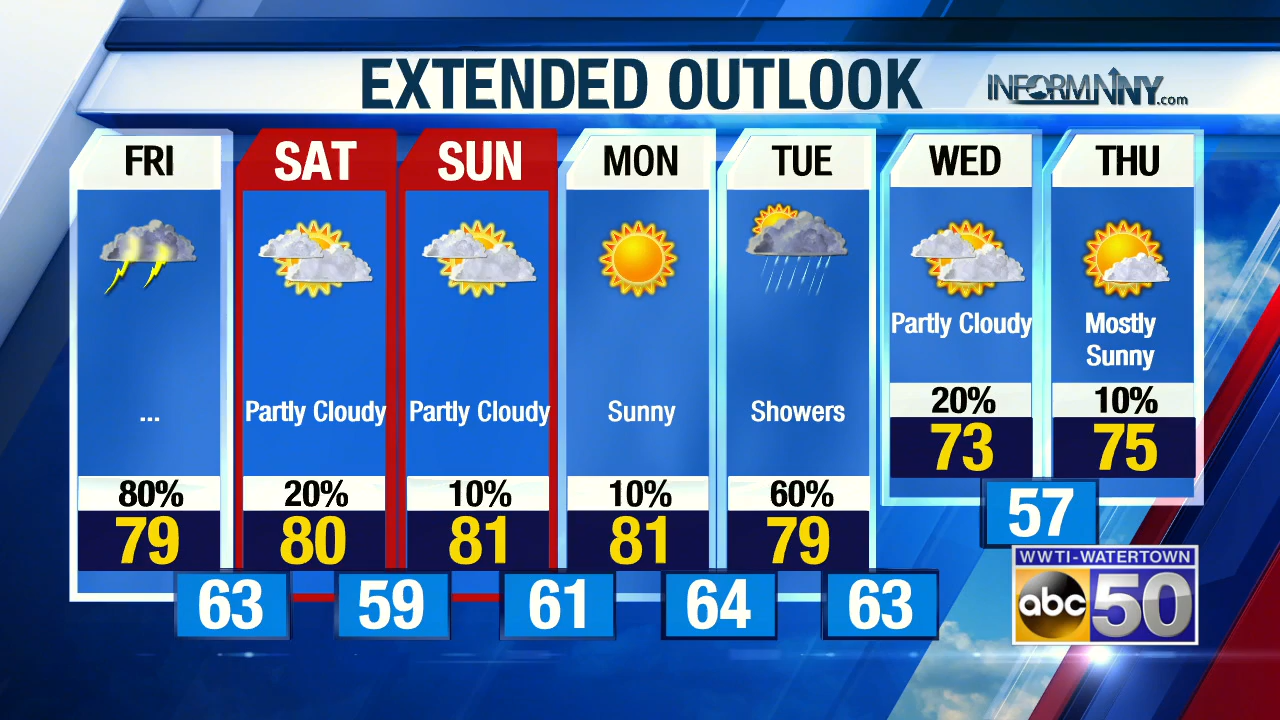 EXTENDED OUTLOOK
INFORMNNY.com
FRI SAT SUN MON TUE WED THU
Partly Cloudy Mostly
Sunny
... Partly Cloudy Partly Cloudy Sunny Showers
20% 10%
73 75
80% 20% 10% 10% 60%
79 80 81 81 79
57
63 59 61 64 63
WWTI-WATERTOWN
abc 50